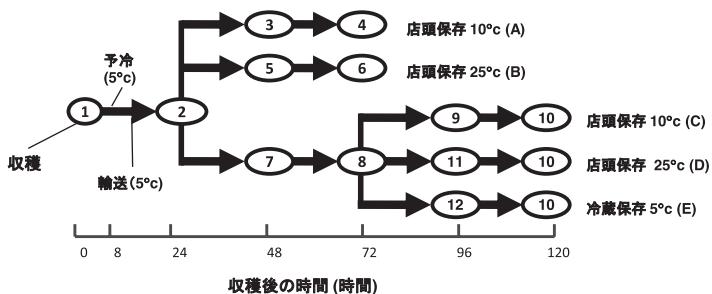 3
4
店頭保存 10°c (A)
予冷
(5°c)
5
6
店頭保存 25°c (B)
1
2
9
10
店頭保存 10°c (C)
収穫
輸送(5°c)
7
8
11
10
店頭保存 25°c (D)
12
10
冷蔵保存 5°c (E)
0 8 24 48 72 96 120
収穫後の時間 (時間)